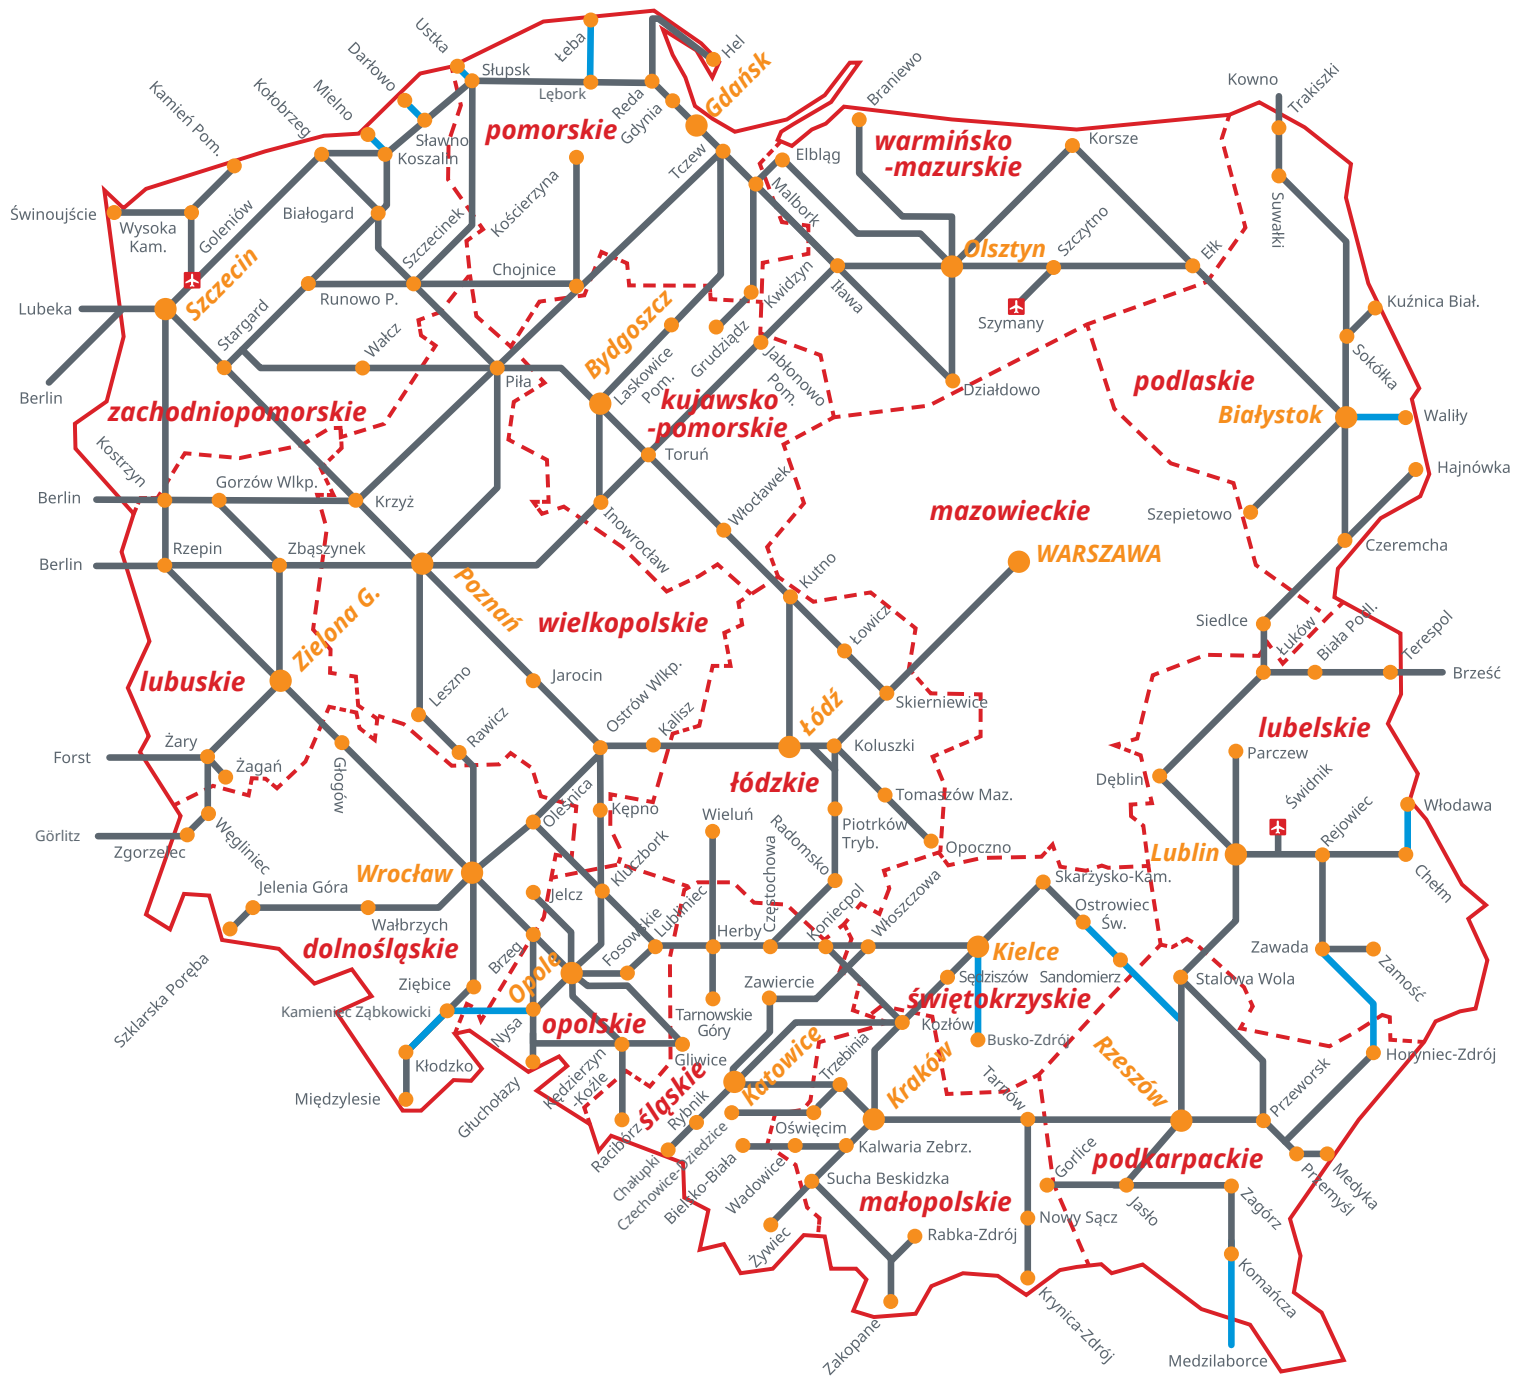 Hel
Ustka
Łeba
Gdańsk
Darłowo
Słupsk
Lębork
Reda
Gdynia
Braniewo
Kowno
Trakiszki
Mielno
Kołobrzeg
Kamień Pom.
Sławno
Koszalin
pomorskie
Tczew
Elbląg
warmińsko
-mazurskie
Korsze
Świnoujście
Wysoka
Kam.
Goleniów
Białogard
Szczecinek
Kościerzyna
Malbork
Suwałki
Szczecin
Runowo P.
Chojnice
Kwidzyn
Iława
Olsztyn
Szczytno
Ełk
Lubeka
Stargard
Wałcz
Bydgoszcz
Grudziądz
Szymany
Kuźnica Biał.
Berlin
Piła
Laskowice
Pom.
Jabłonowo
Pom.
Działdowo
Sokółka
zachodniopomorskie
kujawsko
-pomorskie
podlaskie
Białystok
Waliły
Kostrzyn
Toruń
Hajnówka
Berlin
Gorzów Wlkp.
Krzyż
Włocławek
mazowieckie
Szepietowo
Berlin
Rzepin
Zbąszynek
Poznań
Inowrocław
WARSZAWA
Czeremcha
Zielona G.
wielkopolskie
Kutno
Łowicz
Siedlce
Łuków
Biała Podl.
Terespol
Brześć
lubuskie
Leszno
Jarocin
Ostrów Wlkp.
Skierniewice
Forst
Żary
Żagań
Głogów
Rawicz
Kalisz
Łódź
Koluszki
lubelskie
Parczew
łódzkie
Dęblin
Świdnik
Görlitz
Zgorzelec
Węgliniec
Oleśnica
Kępno
Wieluń
Radomsko
Piotrków
Tryb.
Tomaszów Maz.
Opoczno
Rejowiec
Włodawa
Wrocław
Kluczbork
Częstochowa
Lublin
Chełm
Jelenia Góra
Wałbrzych
Jelcz
Lubliniec
Koniecpol
Włoszczowa
Skarżysko-Kam.
Ostrowiec
Św.
dolnośląskie
Szklarska Poręba
Brzeg
Opole
Fosowskie
Herby
Kielce
Zawada
Zamość
Ziębice
Kamieniec Ząbkowicki
Zawiercie
Sędziszów
Sandomierz
Stalowa Wola
świętokrzyskie
Nysa
opolskie
Tarnowskie
Góry
Kozłów
Busko-Zdrój
Kłodzko
Gliwice
Katowice
Trzebinia
Kraków
Tarnów
Rzeszów
Horyniec-Zdrój
Międzylesie
Głuchołazy
Kędzierzyn
-Koźle
śląskie
Rybnik
Oświęcim
Przeworsk
Racibórz
Chałupki
Czechowice-Dziedzice
Bielsko-Biała
Wadowice
Kalwaria Zebrz.
Gorlice
podkarpackie
Przemyśl
Medyka
Sucha Beskidzka
małopolskie
Jasło
Zagórz
Żywiec
Rabka-Zdrój
Nowy Sącz
Komańcza
Zakopane
Krynica-Zdrój
Medzilaborce